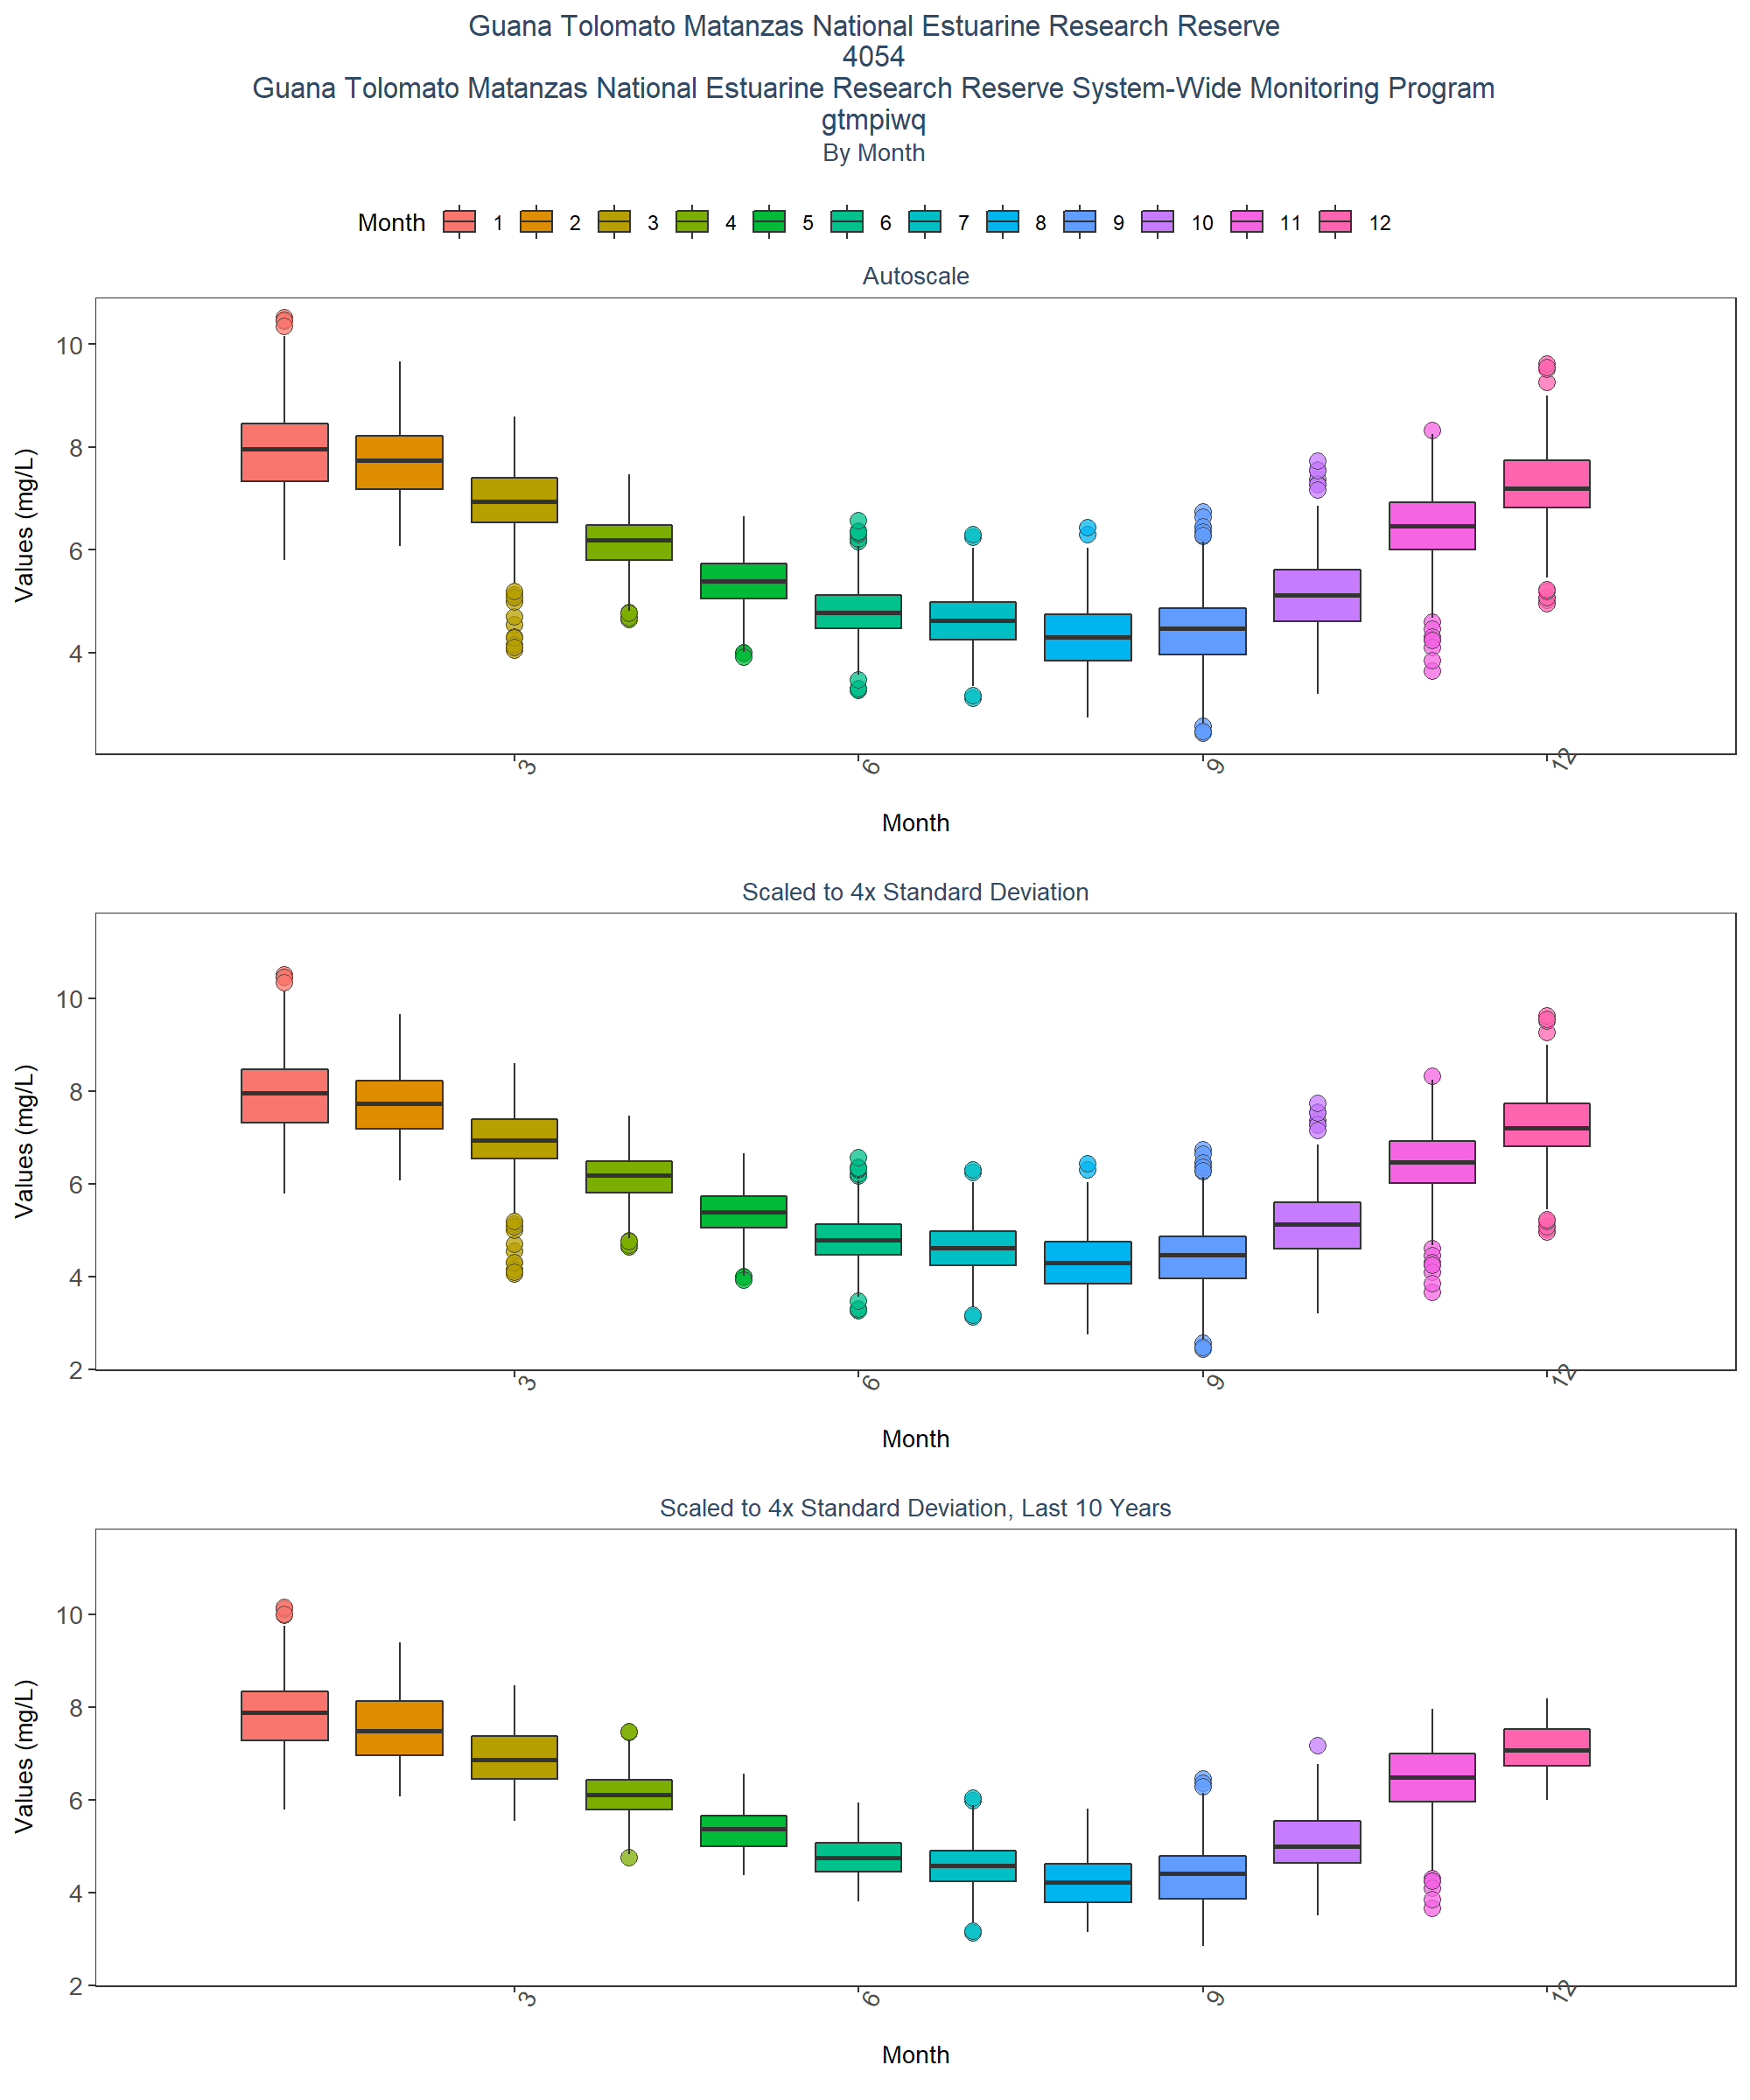 Guana Tolomato Matanzas National Estuarine Research Reserve
4054
Guana Tolomato Matanzas National Estuarine Research Reserve System-Wide Monitoring Program
gtmpiwq
By Month
Month 1 2 3 4 5 6 7 8 9 10 11 12
Autoscale
Values (mg/L)
10
8
6
4
3 6 9 12
Month
Scaled to 4x Standard Deviation
Values (mg/L)
10
8
6
4
2
3 6 9 12
Month
Scaled to 4x Standard Deviation, Last 10 Years
Values (mg/L)
10
8
6
4
2
3 6 9 12
Month